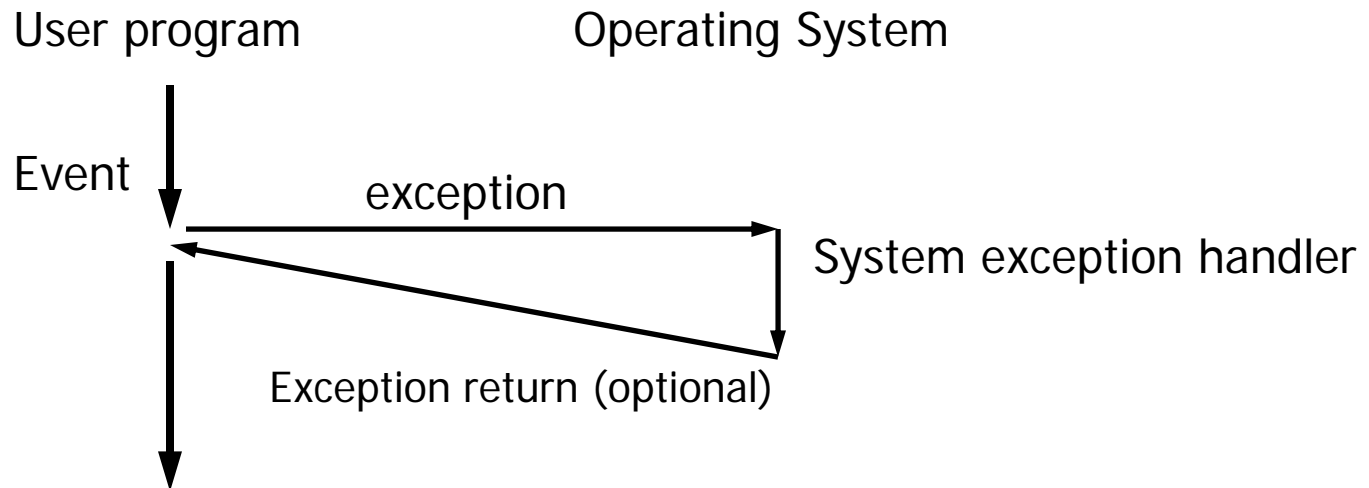 User program
Operating System
Event
exception
System exception handler
Exception return (optional)